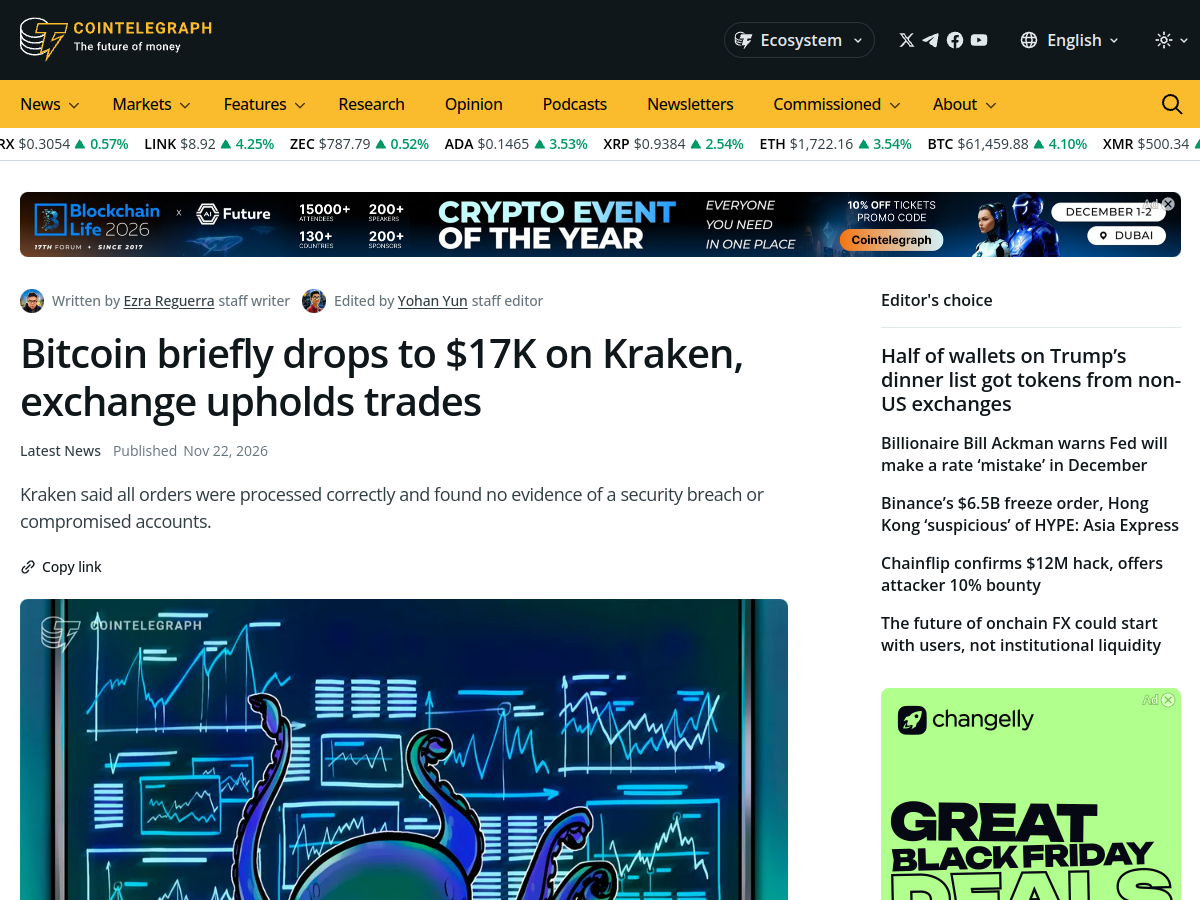 COINTELEGRAPH
The future of money
Ecosystem
English
News
Markets
Features
Research
Opinion
Podcasts
Newsletters
Commissioned
About
RX $0.3054 ▲ 0.57% LINK $8.92 ▲ 4.25% ZEC $787.79 ▲ 0.52% ADA $0.1465 ▲ 3.53% XRP $0.9384 ▲ 2.54% ETH $1,722.16 ▲ 3.54% BTC $61,459.88 ▲ 4.10% XMR $500.34
Blockchain
Life 2026
17TH FORUM • SINCE 2017
x
AI Future
15000+
ATTENDEES
200+
SPEAKERS
130+
COUNTRIES
200+
SPONSORS
CRYPTO EVENT
OF THE YEAR
EVERYONE
YOU NEED
IN ONE PLACE
10% OFF TICKETS
PROMO CODE
Cointelegraph
Ad
DECEMBER 1-2
DUBAI
Written by Ezra Reguerra staff writer
Edited by Yohan Yun staff editor
Bitcoin briefly drops to $17K on Kraken,
exchange upholds trades
Latest News Published Nov 22, 2026
Kraken said all orders were processed correctly and found no evidence of a security breach or
compromised accounts.
Copy link
COINTELEGRAPH
Editor's choice
Half of wallets on Trump’s
dinner list got tokens from non-
US exchanges
Billionaire Bill Ackman warns Fed will
make a rate ‘mistake’ in December
Binance’s $6.5B freeze order, Hong
Kong ‘suspicious’ of HYPE: Asia Express
Chainflip confirms $12M hack, offers
attacker 10% bounty
The future of onchain FX could start
with users, not institutional liquidity
Ad
changelly
GREAT
BLACK FRIDAY
DEALS